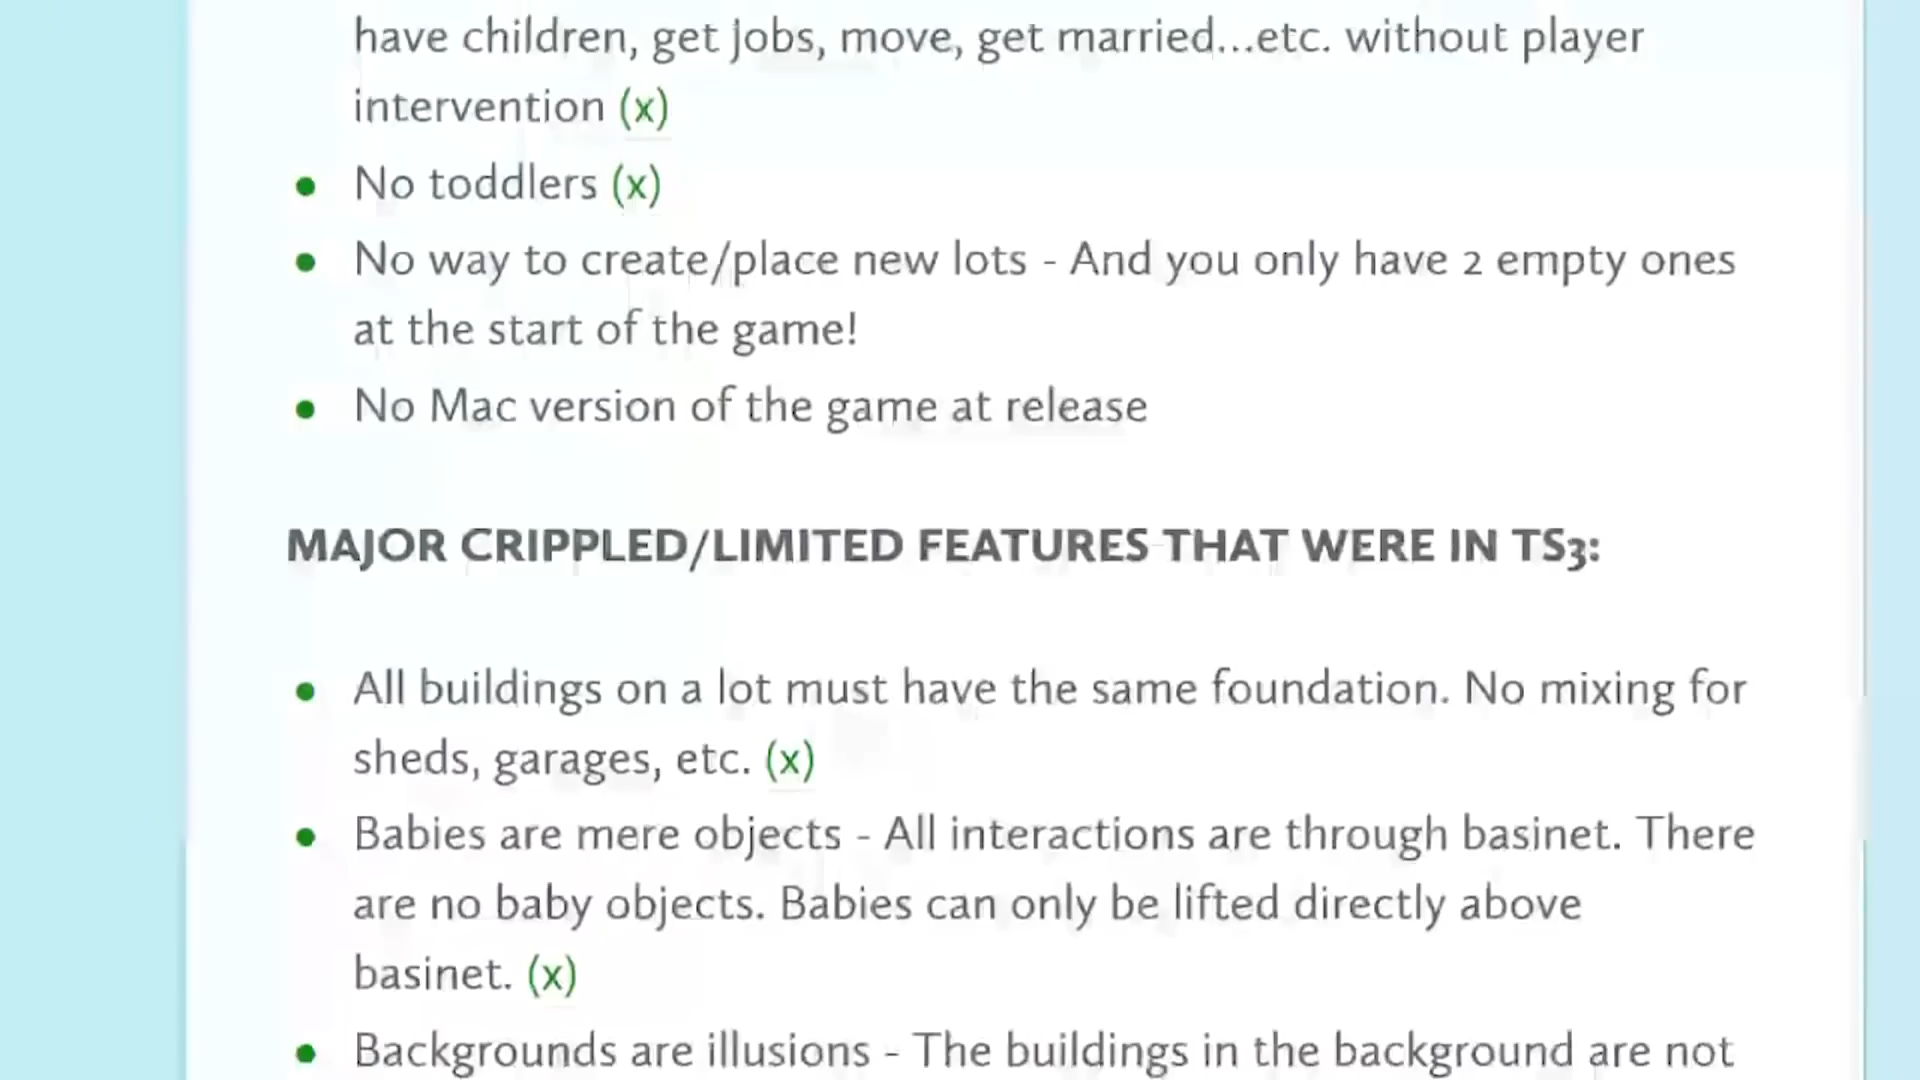 have children, get jobs, move, get married...etc. without player
intervention (x)
• No toddlers (x)
• No way to create/place new lots - And you only have 2 empty ones
at the start of the game!
• No Mac version of the game at release
MAJOR CRIPPLED/LIMITED FEATURES THAT WERE IN TS3:
• All buildings on a lot must have the same foundation. No mixing for
sheds, garages, etc. (x)
• Babies are mere objects - All interactions are through basinet. There
are no baby objects. Babies can only be lifted directly above
basinet. (x)
• Backgrounds are illusions - The buildings in the background are not